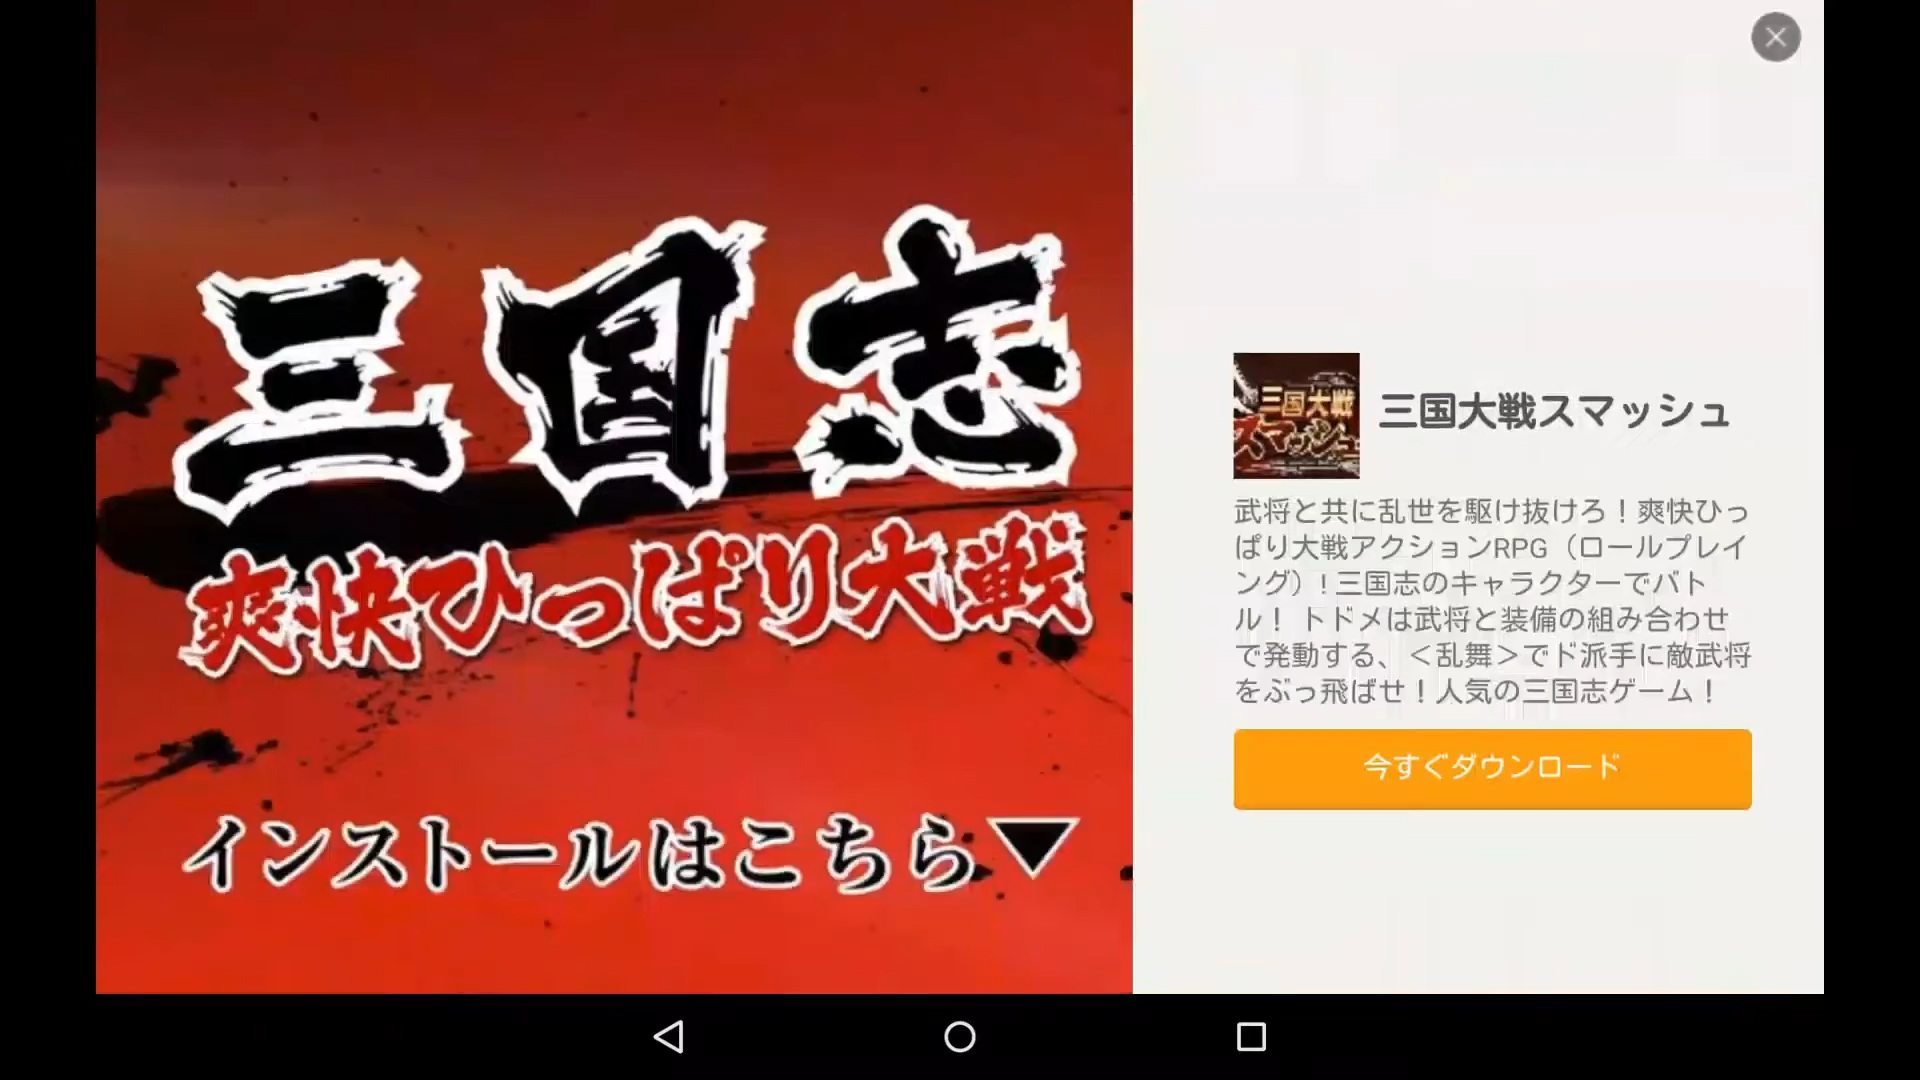 三国志
爽快ひっぱり大戦
インストールはこちら▼
三国大戦
スマッシュ
三国大戦スマッシュ
武将と共に乱世を駆け抜けろ！爽快ひっ
ぱり大戦アクションRPG（ロールプレイ
ング）！三国志のキャラクターでバト
ル！ トドメは武将と装備の組み合わせ
で発動する、＜乱舞＞でド派手に敵武将
をぶっ飛ばせ！人気の三国志ゲーム！
今すぐダウンロード